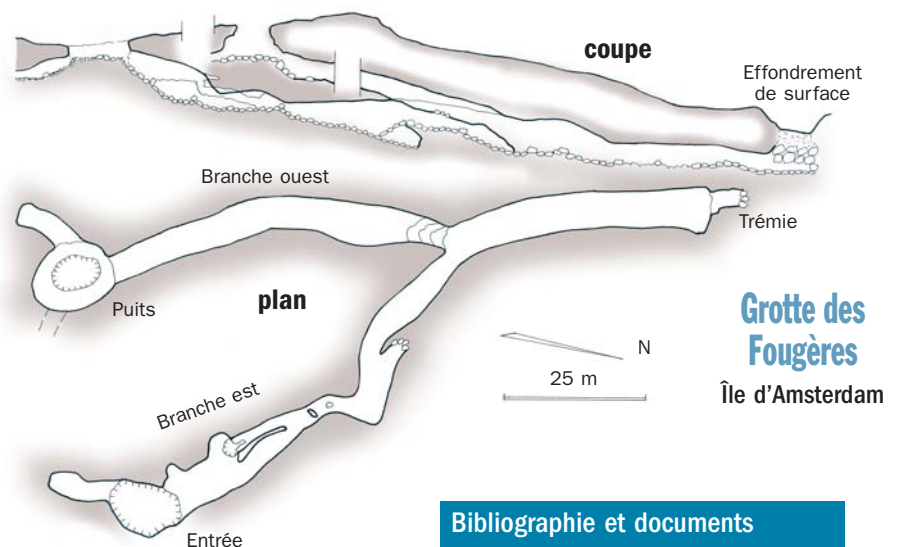 coupe
Effondrement
de surface
Branche ouest
Trémie
Puits
plan
Grotte des
Fougères
Île d'Amsterdam
N
25 m
Branche est
Entrée
Bibliographie et documents